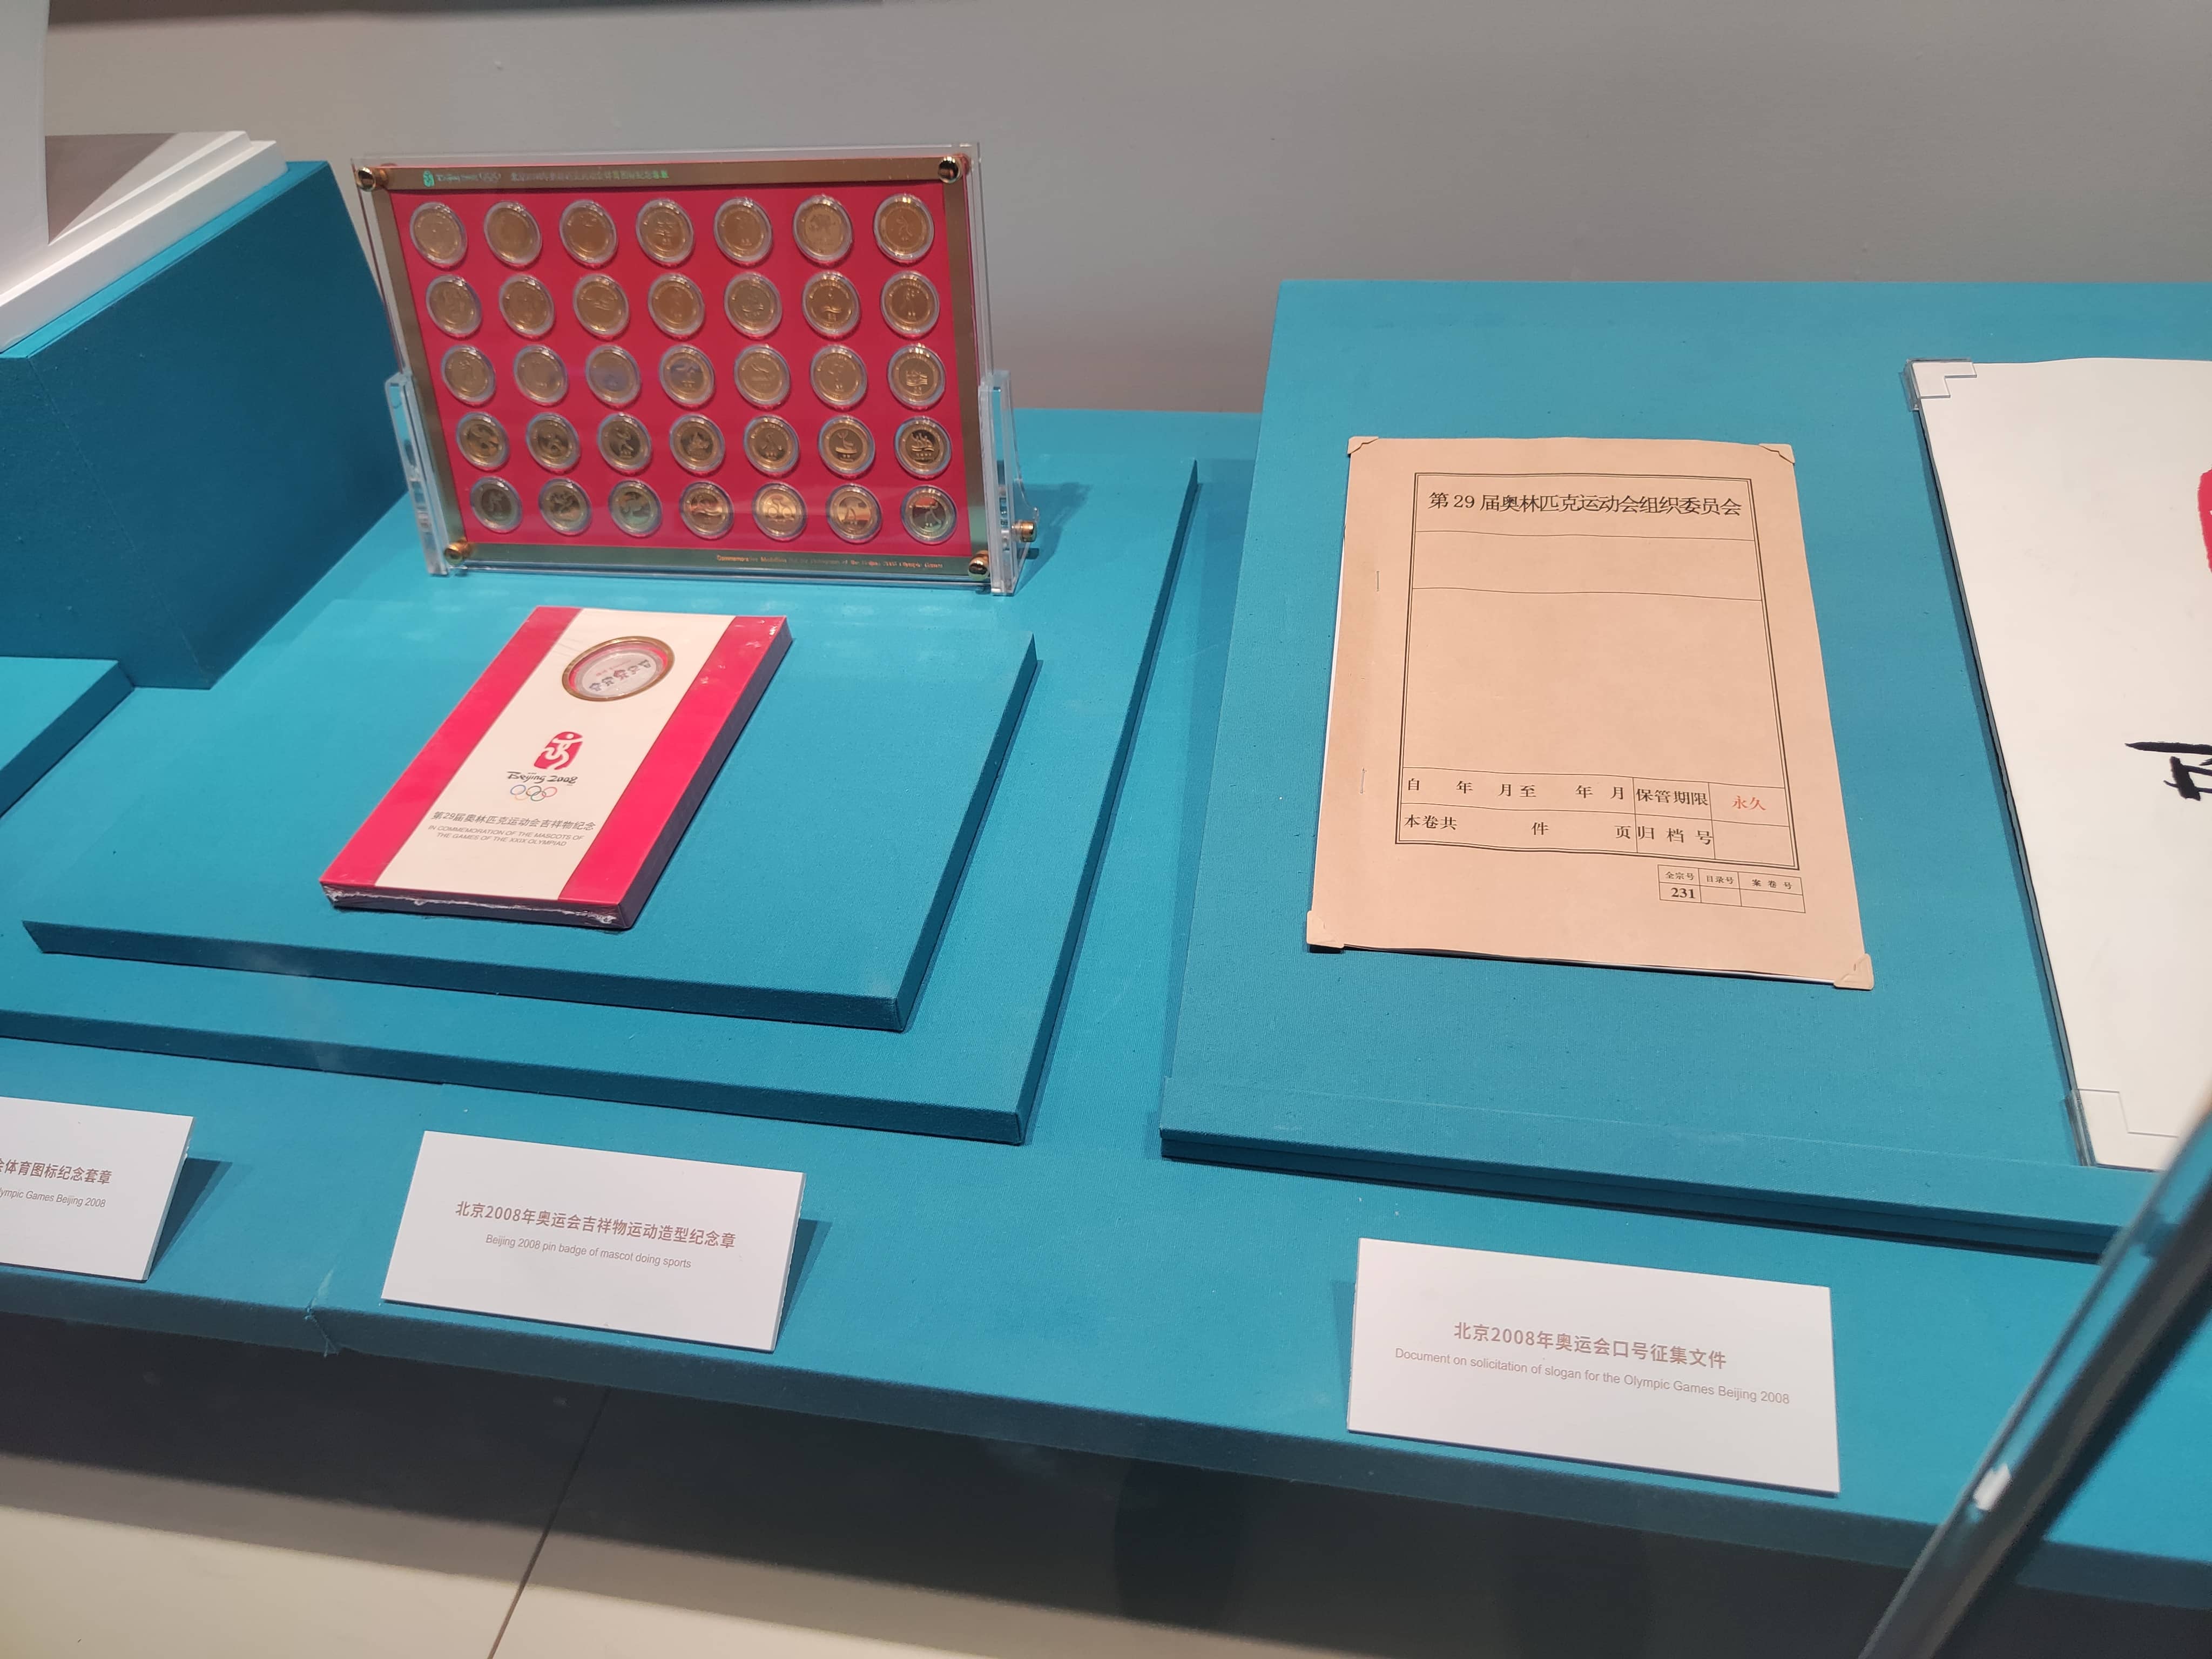 Beijing 2008
第29届奥林匹克运动会吉祥物纪念
IN COMMEMORATION OF THE MASCOTS OF
THE GAMES OF THE XXIX OLYMPIAD
第29届奥林匹克运动会组织委员会
自 年 月至 年 月 保管期限 永久
本卷共 件 页 归档号
全宗号 目录号 案卷号
231
会体育图标纪念套章
lympic Games Beijing 2008
北京2008年奥运会吉祥物运动造型纪念章
Beijing 2008 pin badge of mascot doing sports
北京2008年奥运会口号征集文件
Document on solicitation of slogan for the Olympic Games Beijing 2008